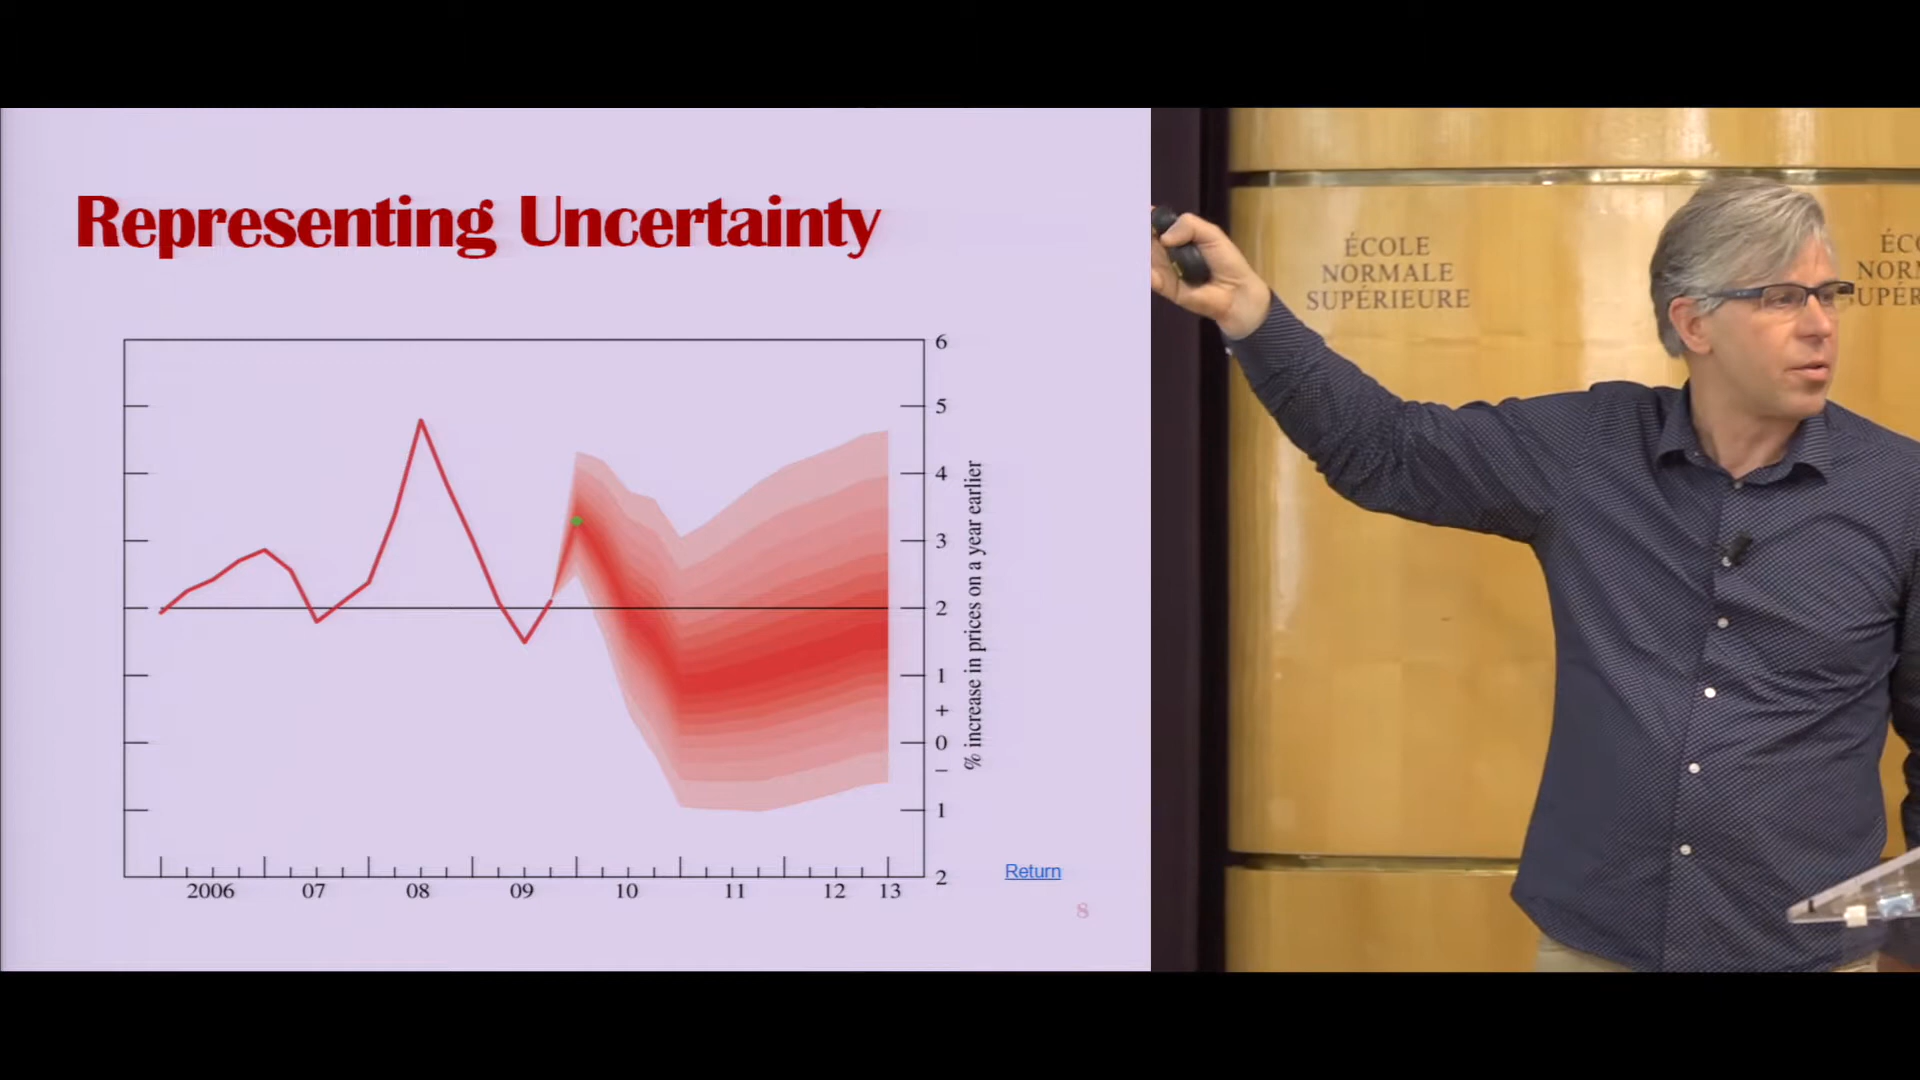 Representing Uncertainty
6
5
4
3
2
1
+
0
–
1
2
% increase in prices on a year earlier
2006 07 08 09 10 11 12 13
Return
8
ÉCOLE
NORMALE
SUPÉRIEURE